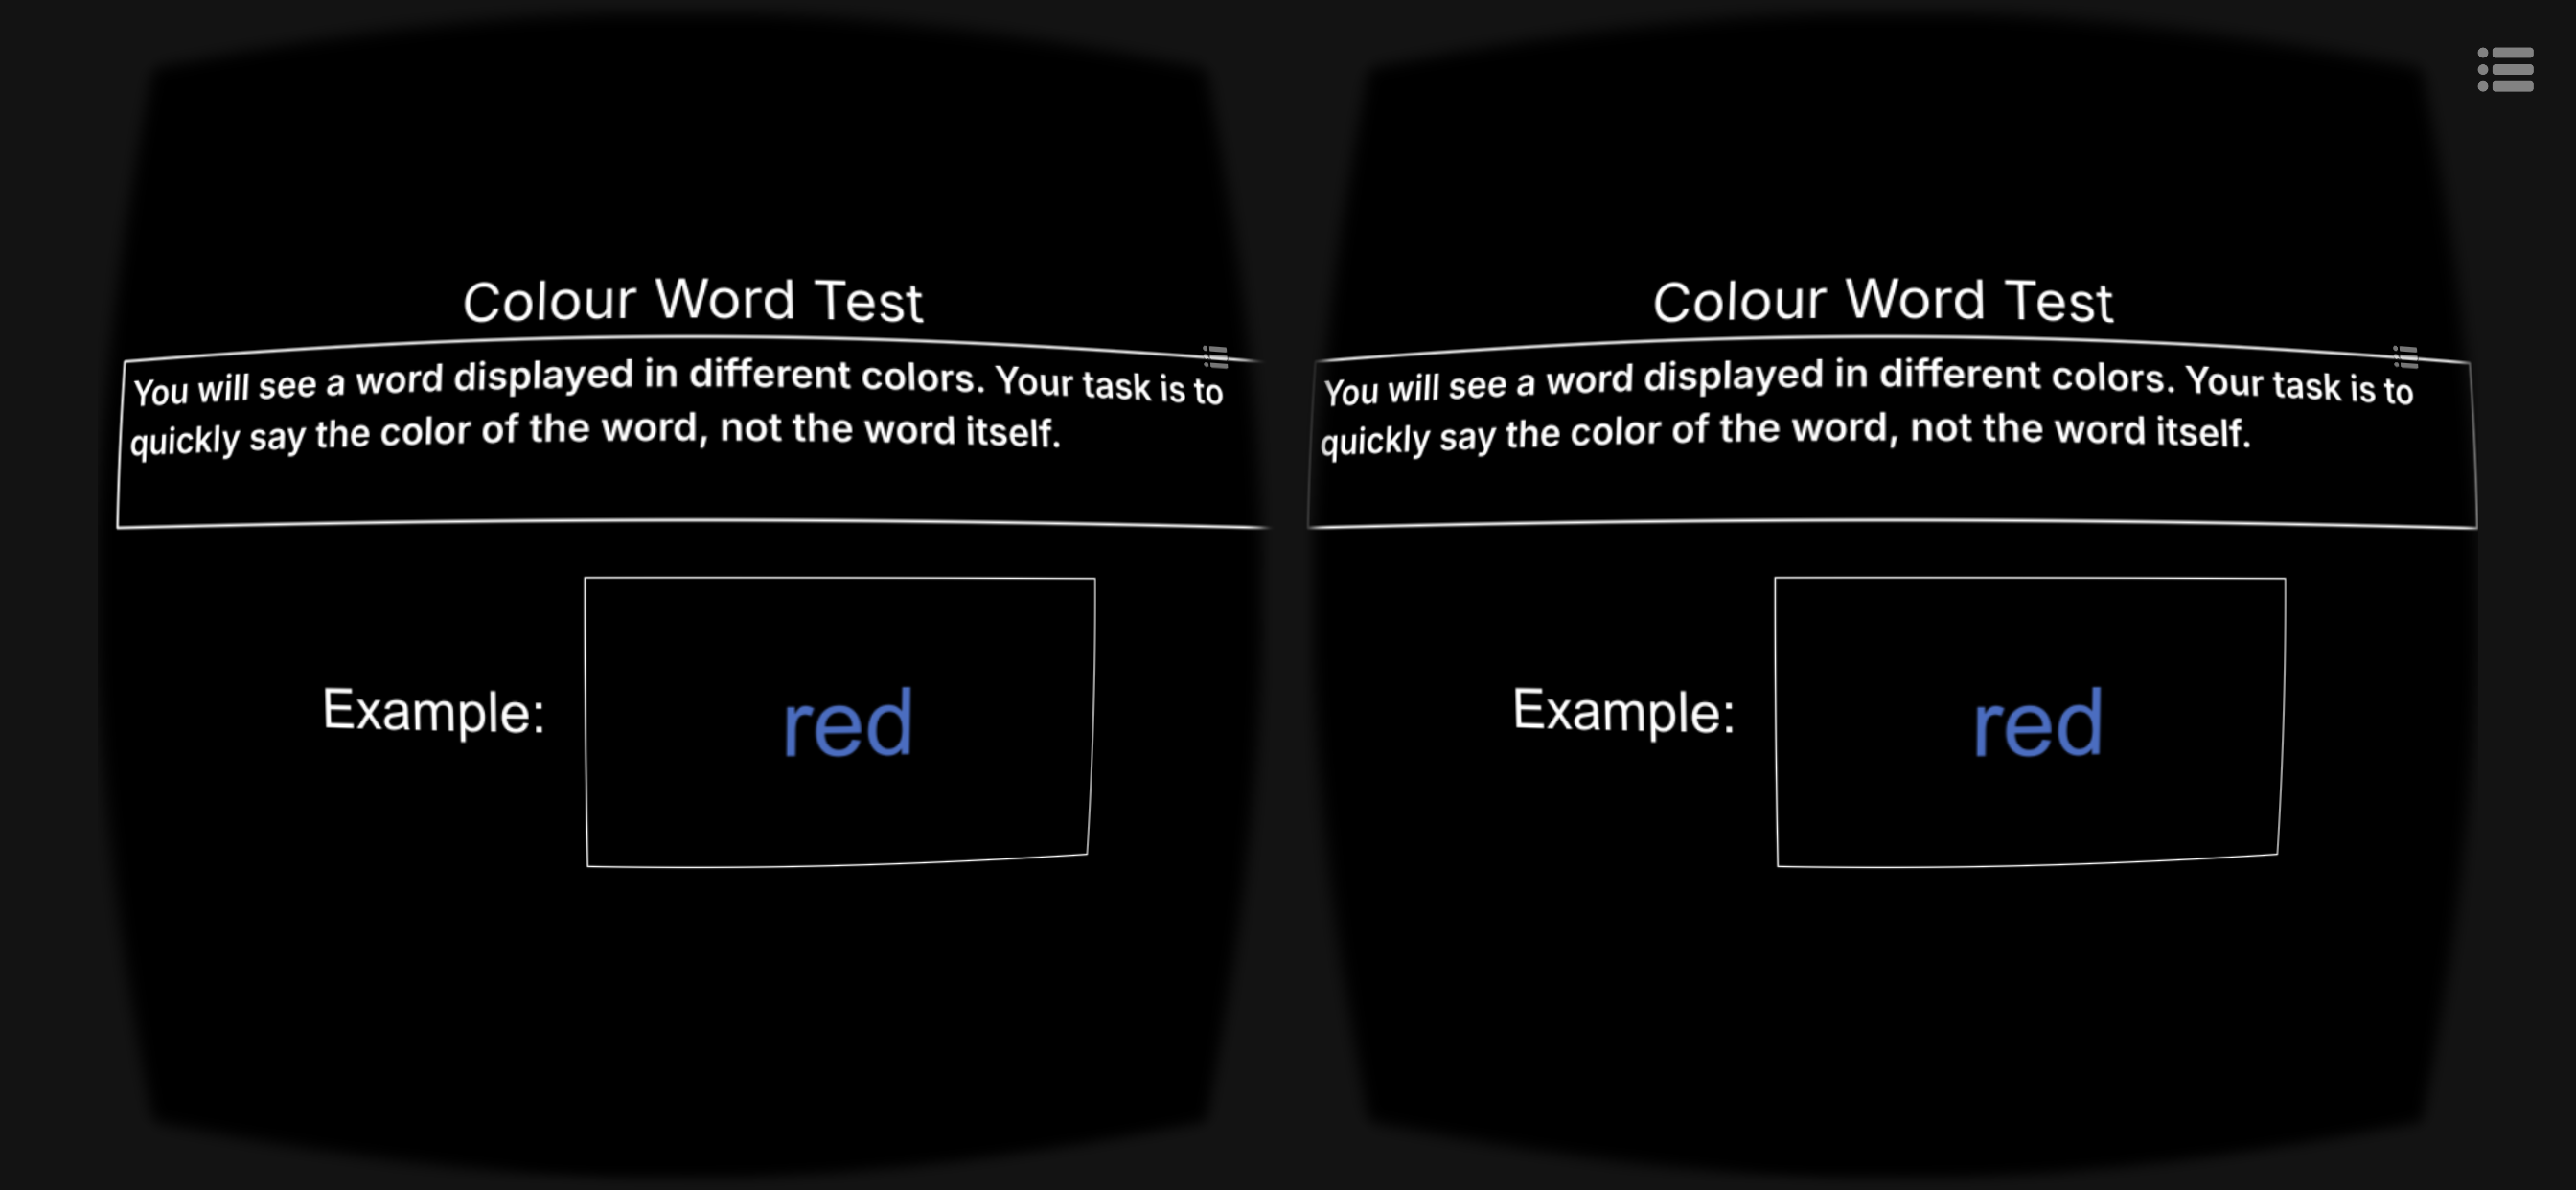 Colour Word Test
You will see a word displayed in different colors. Your task is to
quickly say the color of the word, not the word itself.
Example:
red
Colour Word Test
You will see a word displayed in different colors. Your task is to
quickly say the color of the word, not the word itself.
Example:
red